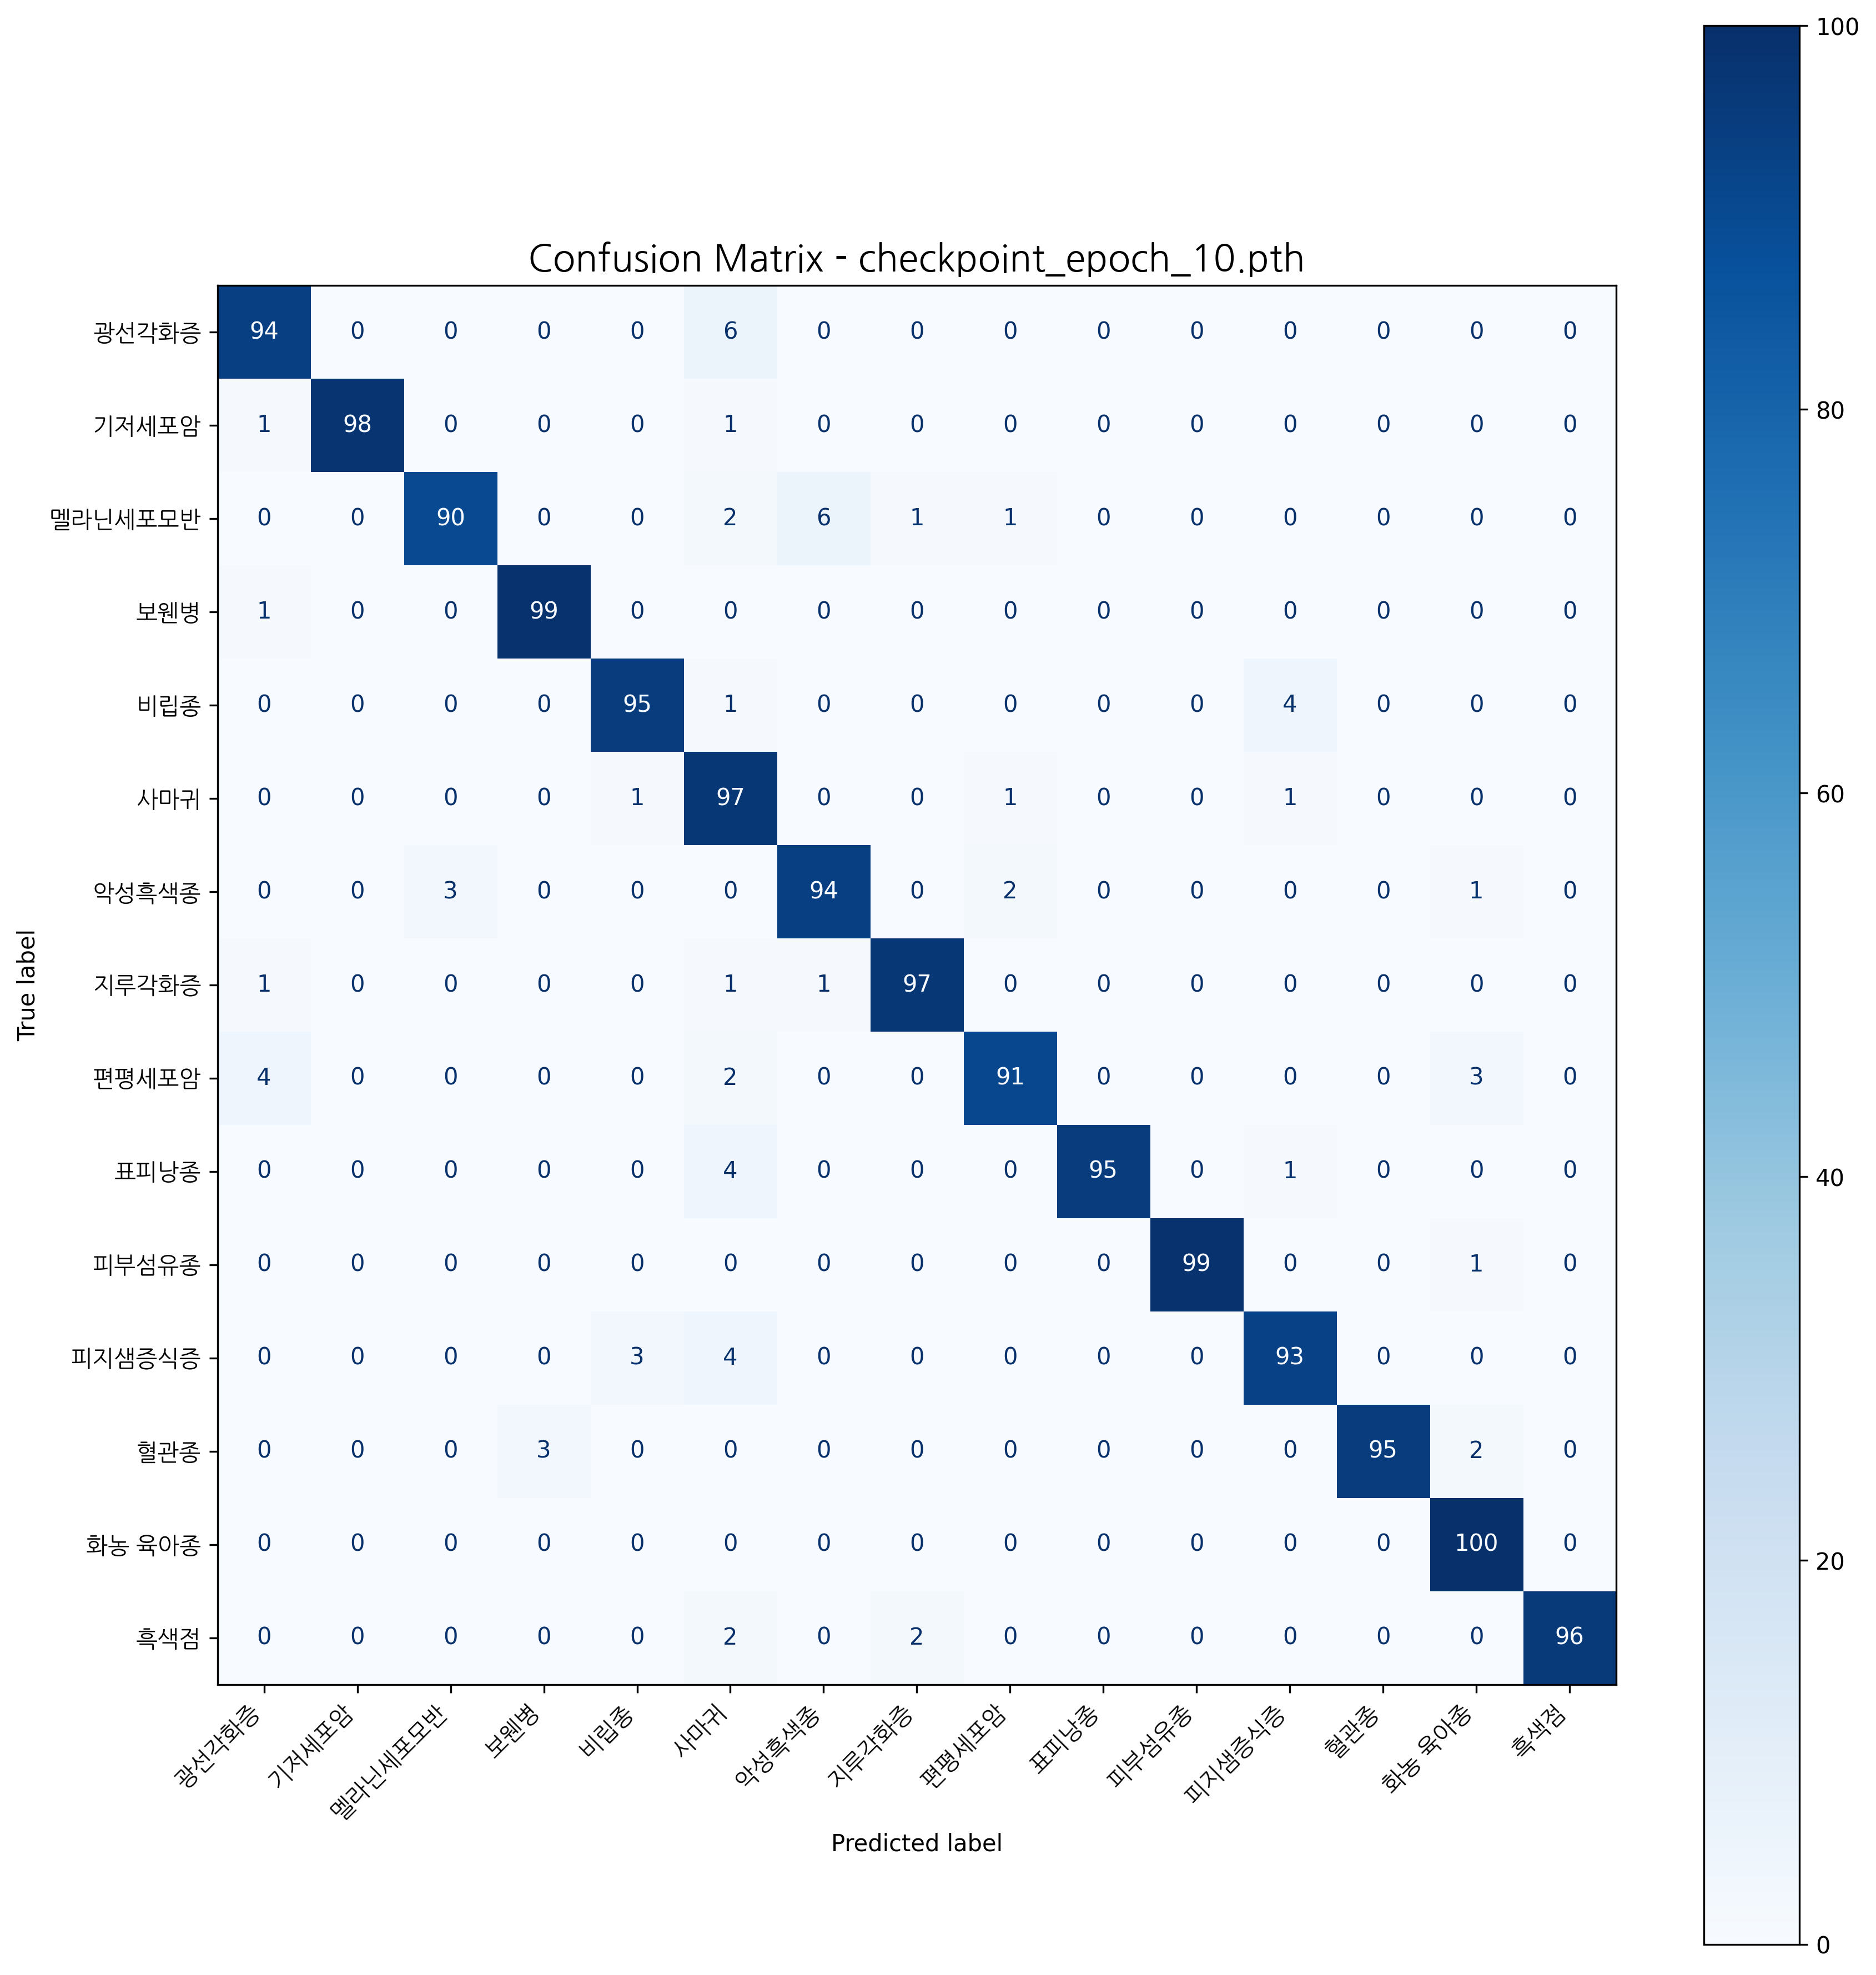 Confusion Matrix - checkpoint_epoch_10.pth
100
80
60
40
20
0
True label
광선각화증 94 0 0 0 0 6 0 0 0 0 0 0 0 0 0
기저세포암 1 98 0 0 0 1 0 0 0 0 0 0 0 0 0
멜라닌세포모반 0 0 90 0 0 2 6 1 1 0 0 0 0 0 0
보웬병 1 0 0 99 0 0 0 0 0 0 0 0 0 0 0
비립종 0 0 0 0 95 1 0 0 0 0 0 4 0 0 0
사마귀 0 0 0 0 1 97 0 0 1 0 0 1 0 0 0
악성흑색종 0 0 3 0 0 0 94 0 2 0 0 0 0 1 0
지루각화증 1 0 0 0 0 1 1 97 0 0 0 0 0 0 0
편평세포암 4 0 0 0 0 2 0 0 91 0 0 0 0 3 0
표피낭종 0 0 0 0 0 4 0 0 0 95 0 1 0 0 0
피부섬유종 0 0 0 0 0 0 0 0 0 0 99 0 0 1 0
피지샘증식증 0 0 0 0 3 4 0 0 0 0 0 93 0 0 0
혈관종 0 0 0 3 0 0 0 0 0 0 0 0 95 2 0
화농 육아종 0 0 0 0 0 0 0 0 0 0 0 0 0 100 0
흑색점 0 0 0 0 0 2 0 2 0 0 0 0 0 0 96
광선각화증 기저세포암 멜라닌세포모반 보웬병 비립종 사마귀 악성흑색종 지루각화증 편평세포암 표피낭종 피부섬유종 피지샘증식증 혈관종 화농 육아종 흑색점
Predicted label